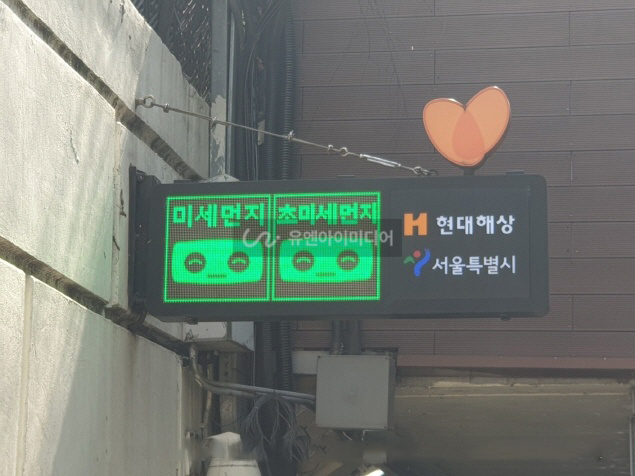 미세먼지 초미세먼지
유엔아이미디어
H 현대해상
서울특별시